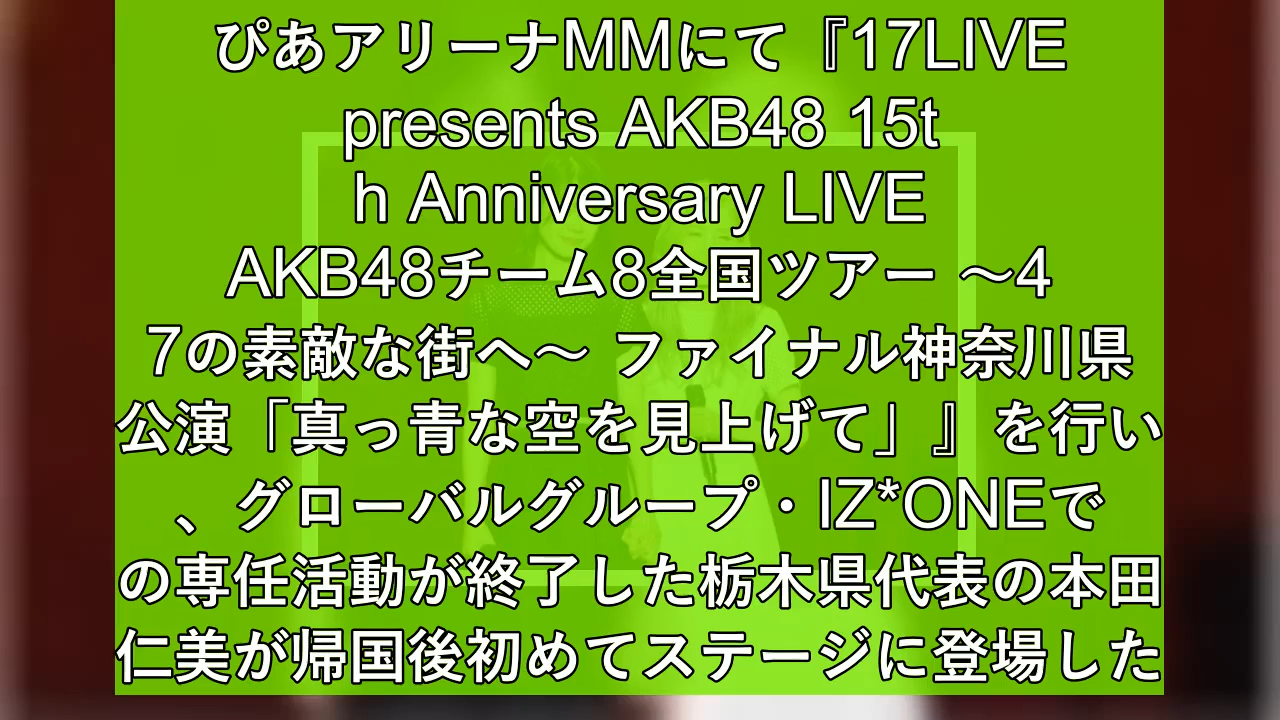 ぴあアリーナMMにて『17LIVE
presents AKB48 15t
h Anniversary LIVE
AKB48チーム8全国ツアー ～4
7の素敵な街へ～ ファイナル神奈川県
公演「真っ青な空を見上げて」』を行い
、グローバルグループ・IZ*ONEで
の専任活動が終了した栃木県代表の本田
仁美が帰国後初めてステージに登場した